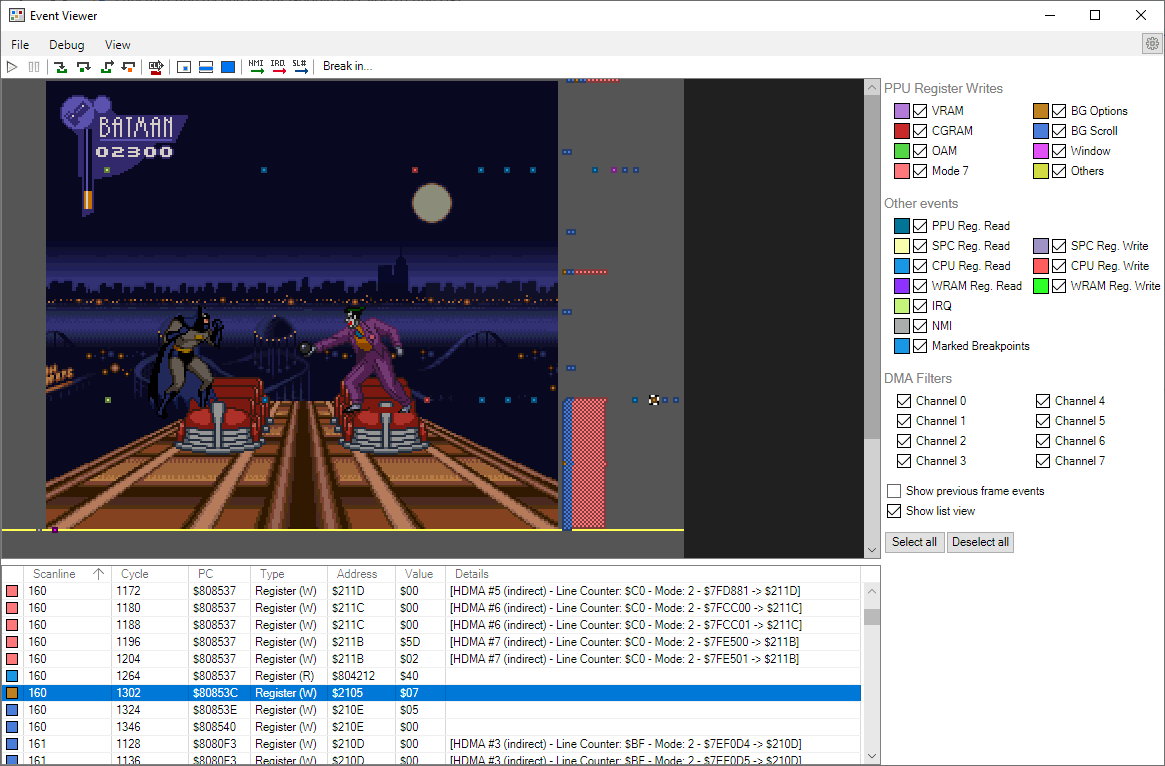 Event Viewer
File Debug View
NMI IRQ SL# Break in...
BATMAN
02300
PPU Register Writes
VRAM BG Options
CGRAM BG Scroll
OAM Window
Mode 7 Others
Other events
PPU Reg. Read
SPC Reg. Read SPC Reg. Write
CPU Reg. Read CPU Reg. Write
WRAM Reg. Read WRAM Reg. Write
IRQ
NMI
Marked Breakpoints
DMA Filters
Channel 0 Channel 4
Channel 1 Channel 5
Channel 2 Channel 6
Channel 3 Channel 7
Show previous frame events
Show list view
Select all Deselect all
Scanline Cycle PC Type Address Value Details
160 1172 $808537 Register (W) $211D $00 [HDMA #5 (indirect) - Line Counter: $C0 - Mode: 2 - $7FD881 -> $211D]
160 1180 $808537 Register (W) $211C $00 [HDMA #6 (indirect) - Line Counter: $C0 - Mode: 2 - $7FCC00 -> $211C]
160 1188 $808537 Register (W) $211C $00 [HDMA #6 (indirect) - Line Counter: $C0 - Mode: 2 - $7FCC01 -> $211C]
160 1196 $808537 Register (W) $211B $5D [HDMA #7 (indirect) - Line Counter: $C0 - Mode: 2 - $7FE500 -> $211B]
160 1204 $808537 Register (W) $211B $02 [HDMA #7 (indirect) - Line Counter: $C0 - Mode: 2 - $7FE501 -> $211B]
160 1264 $808537 Register (R) $804212 $40
160 1302 $80853C Register (W) $2105 $07
160 1324 $80853E Register (W) $210E $05
160 1346 $808540 Register (W) $210E $00
161 1128 $8080F3 Register (W) $210D $00 [HDMA #3 (indirect) - Line Counter: $BF - Mode: 2 - $7EF0D4 -> $210D]
161 1136 $8080F3 Register (W) $210D $00 [HDMA #3 (indirect) - Line Counter: $BF - Mode: 2 - $7EF0D5 -> $210D]